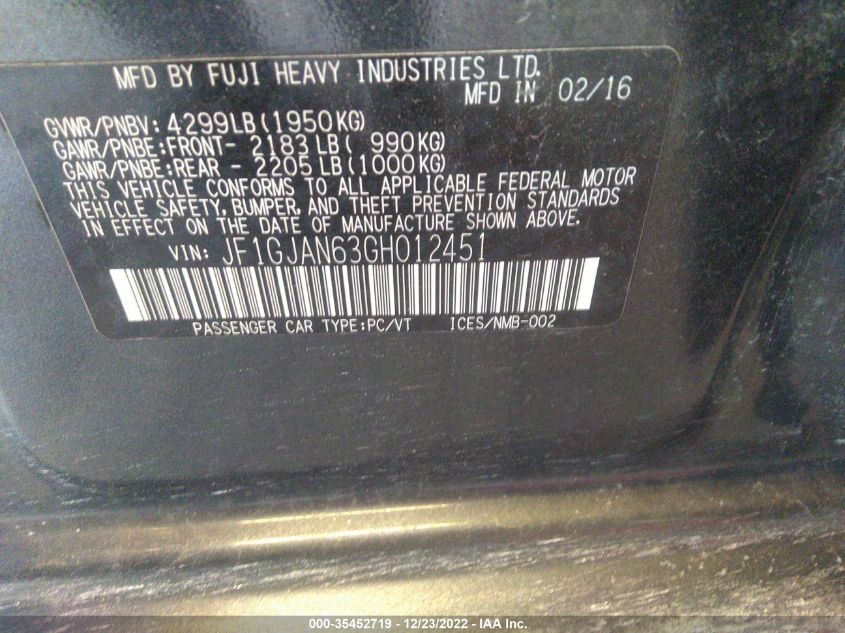 MFD BY FUJI HEAVY INDUSTRIES LTD.
MFD IN 02/16
GVWR/PNBV: 4299LB(1950KG)
GAWR/PNBE:FRONT- 2183LB( 990KG)
GAWR/PNBE:REAR - 2205LB(1000KG)
THIS VEHICLE CONFORMS TO ALL APPLICABLE FEDERAL MOTOR
VEHICLE SAFETY, BUMPER, AND THEFT PREVENTION STANDARDS
IN EFFECT ON THE DATE OF MANUFACTURE SHOWN ABOVE.
VIN: JF1GJAN63GH012451
PASSENGER CAR TYPE:PC/VT ICES/NMB-002
000-35452719 - 12/23/2022 - IAA Inc.